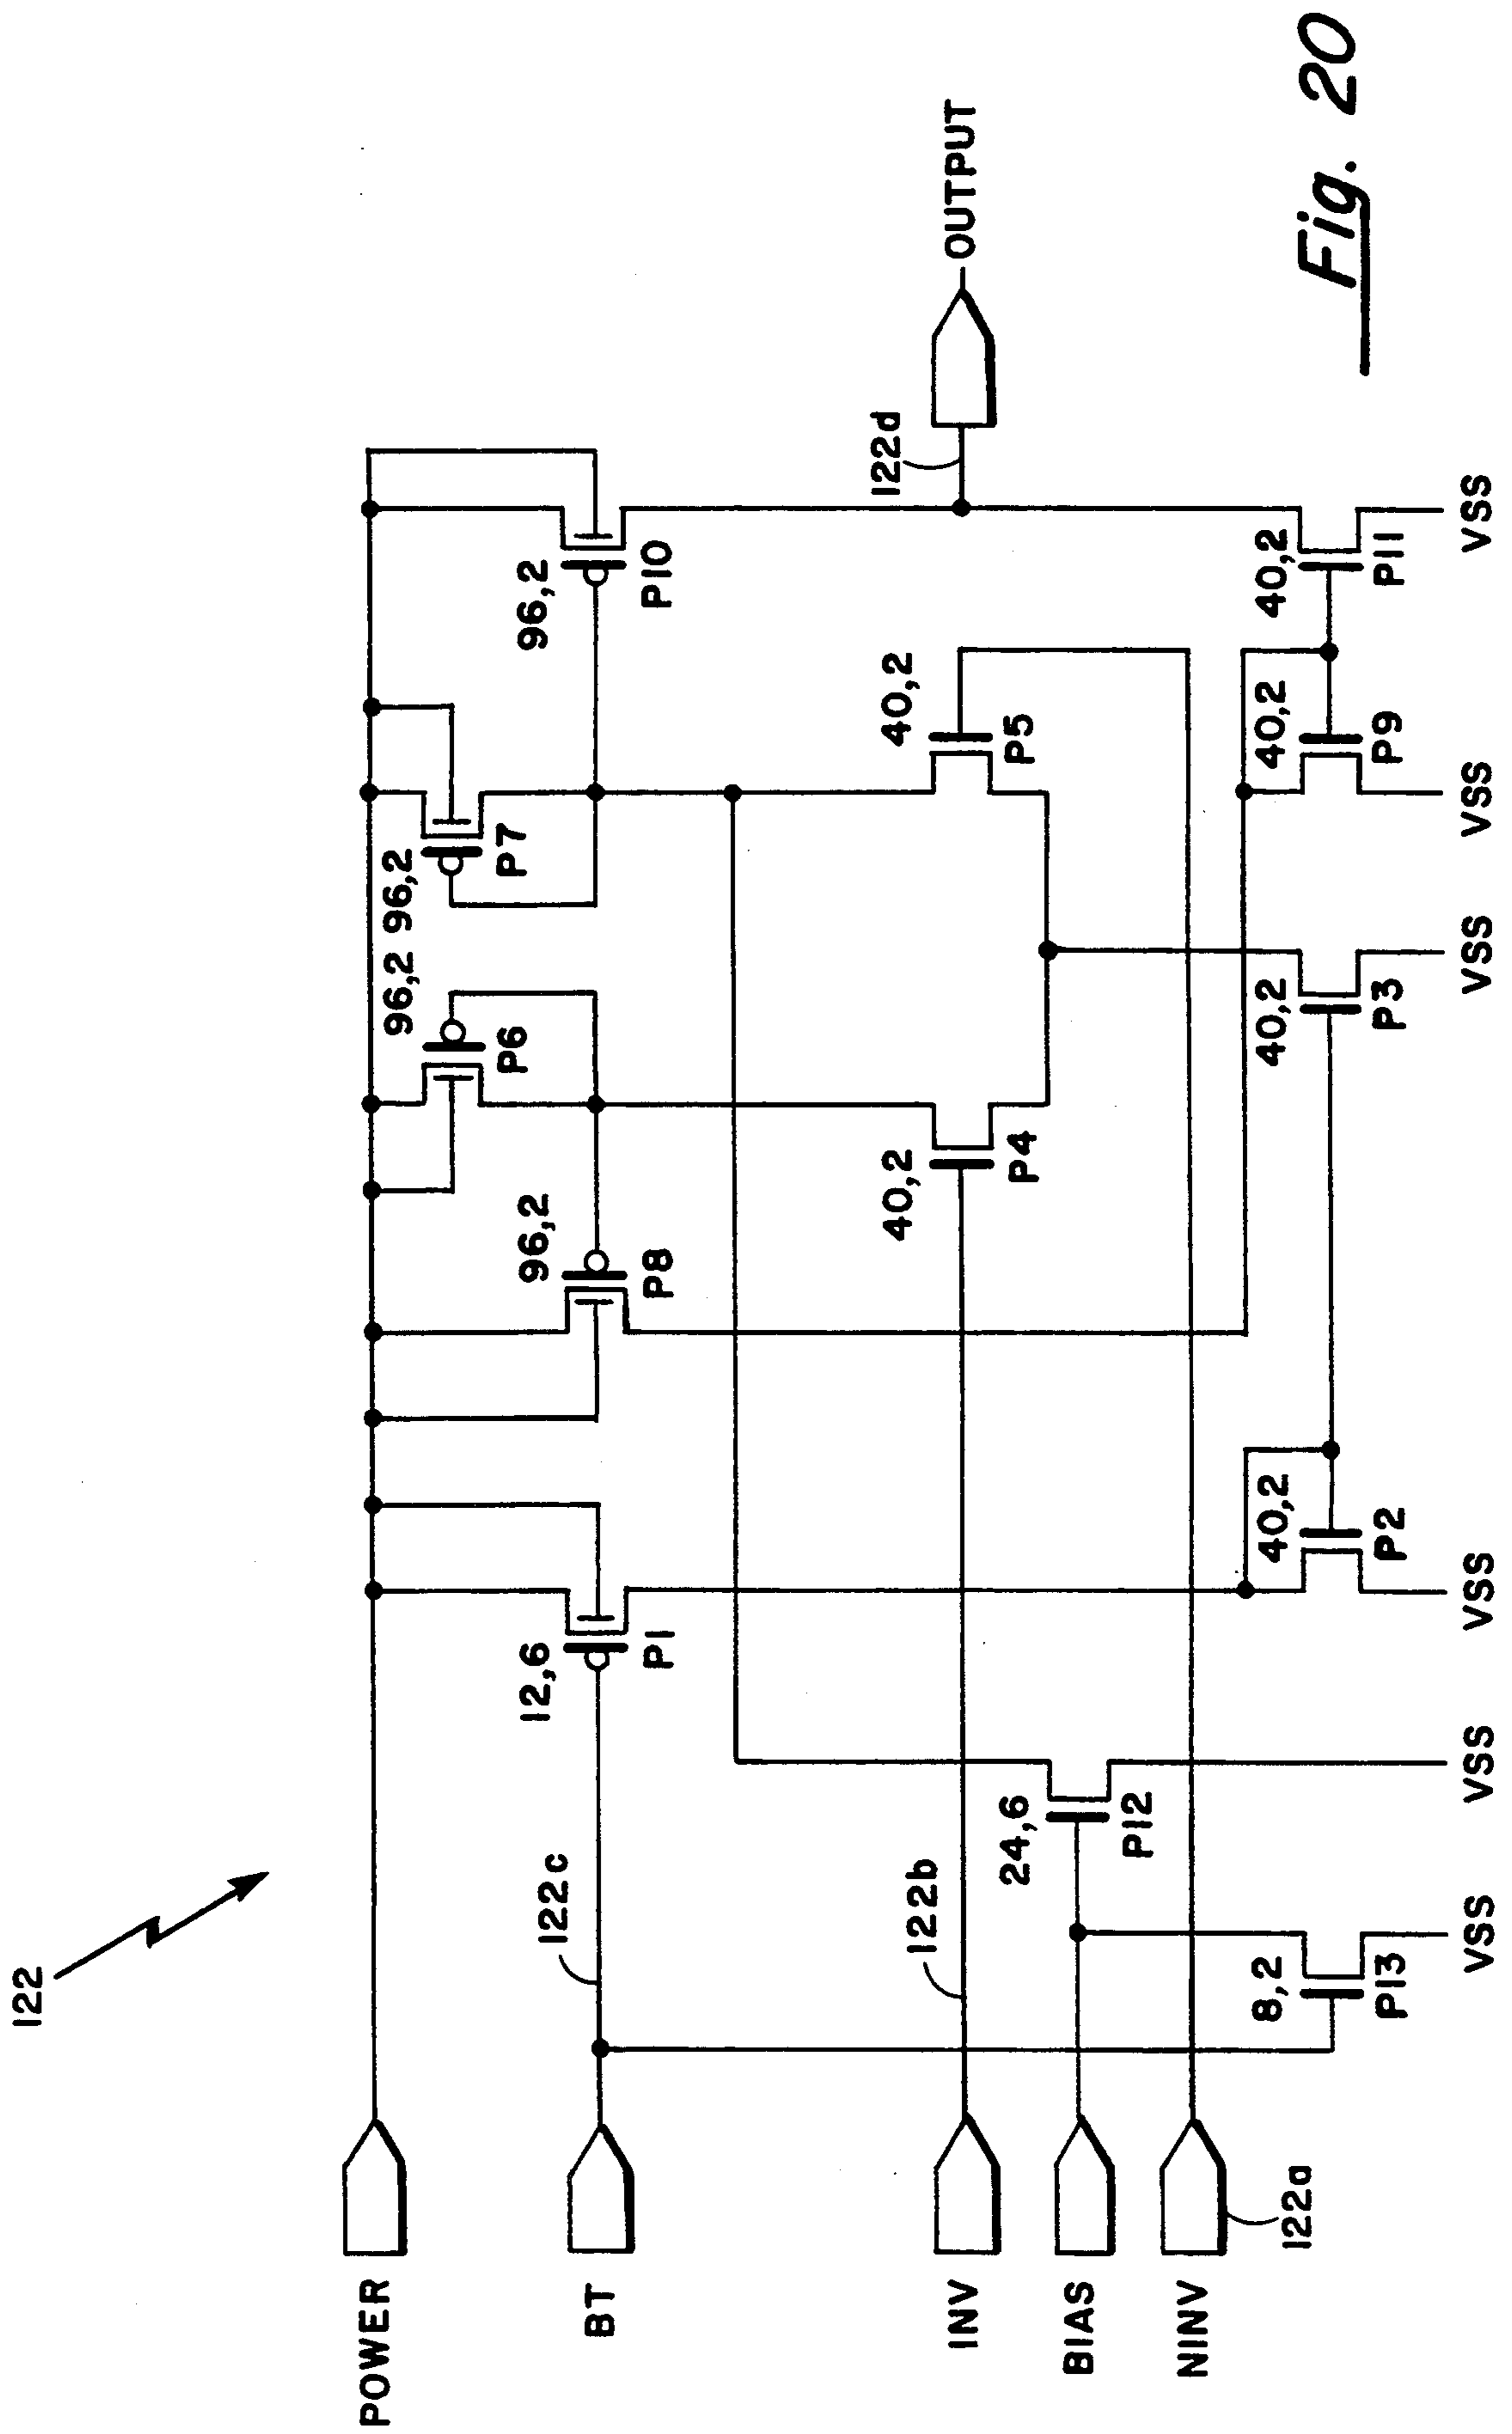 122
POWER
96,2 96,2
P6
P7
BT
122c
12,6
P1
96,2
P8
96,2
P10
INV
122b
40,2
P4
40,2
P5
122d
OUTPUT
BIAS
24,6
P12
NINV
122a
8,2
P13
40,2
P2
40,2
P3
40,2
P9
40,2
P11
VSS
VSS
VSS
VSS
VSS
VSS
Fig. 20